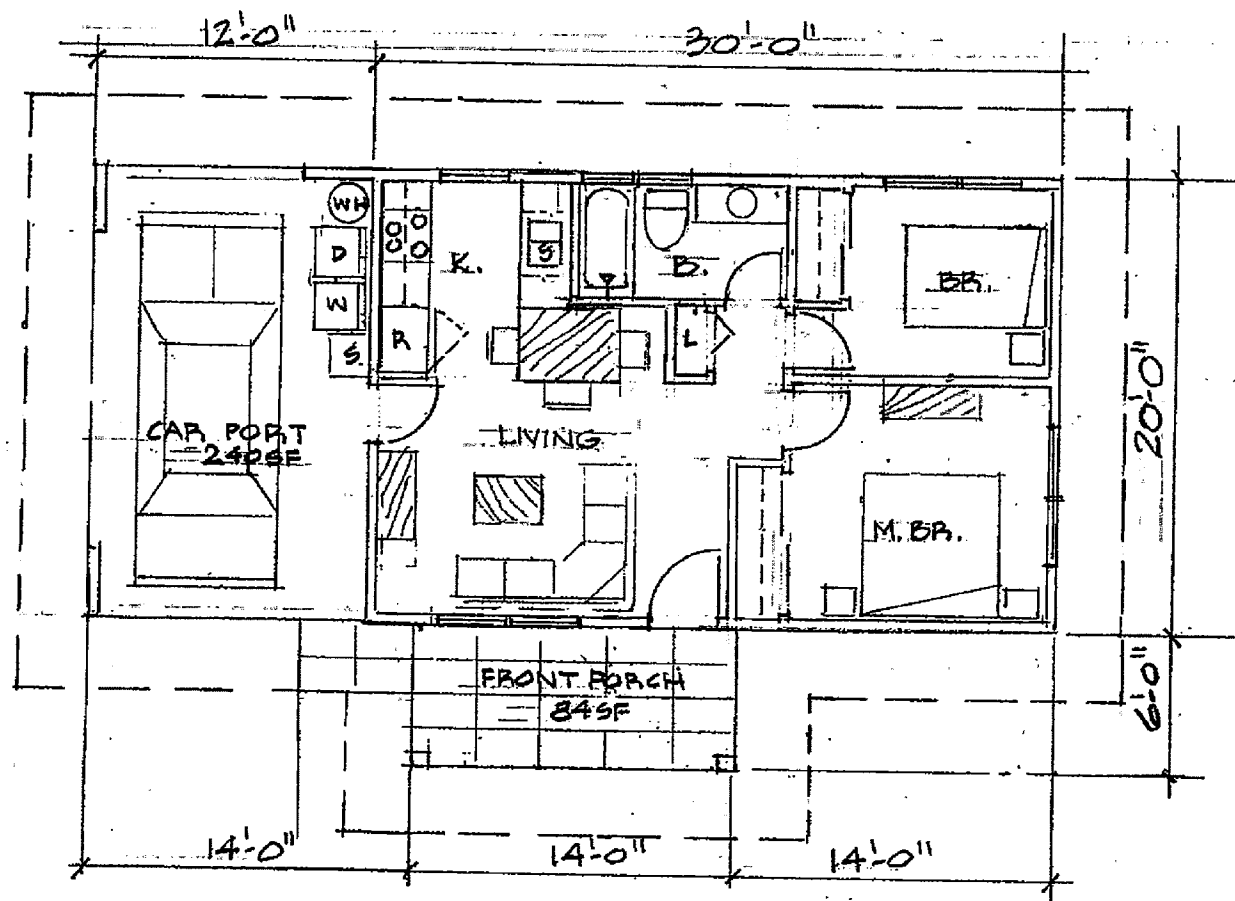 12'-0"
30'-0"
WH
D
W
S
R
K.
S
B.
L
BR.
20'-0"
CAR PORT
240SF
LIVING
M. BR.
FRONT PORCH
84SF
6'-0"
14'-0"
14'-0"
14'-0"